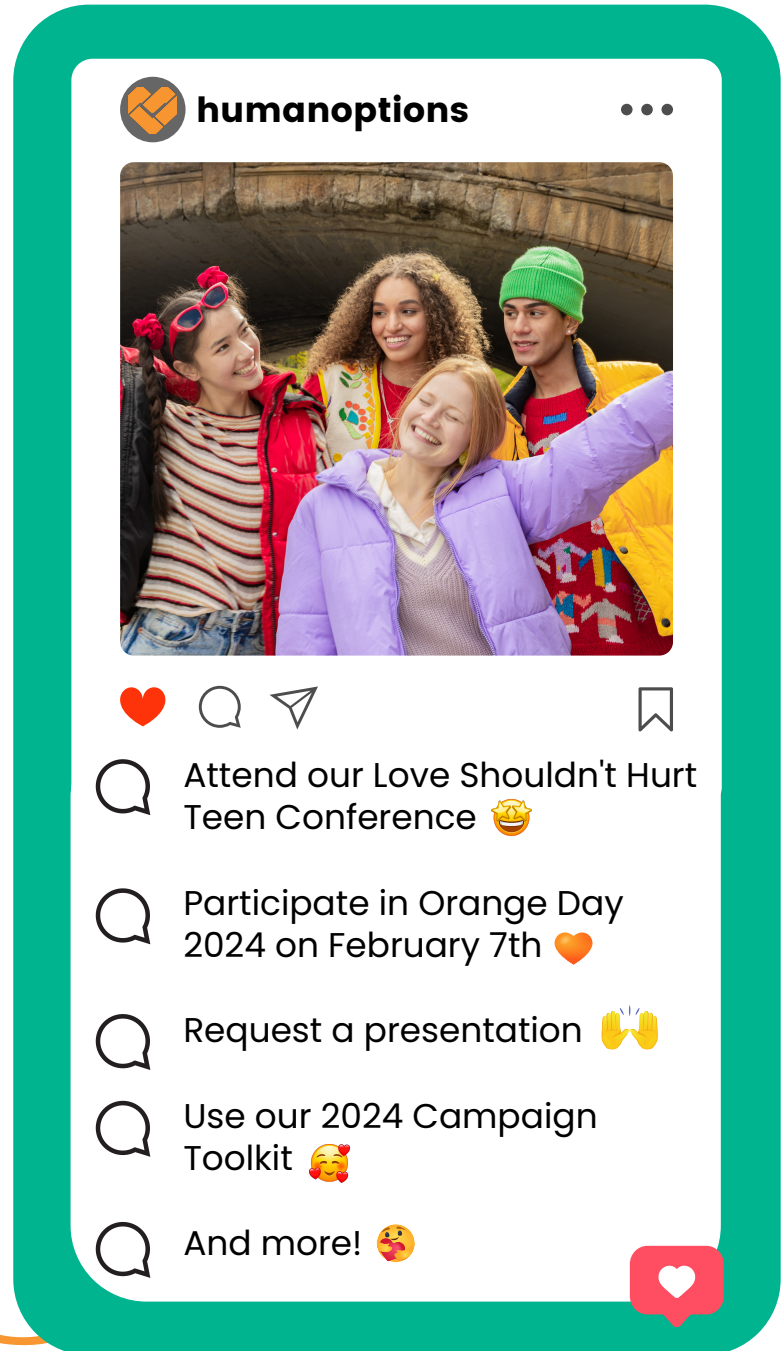 humanoptions
Attend our Love Shouldn't Hurt
Teen Conference 🤩
Participate in Orange Day
2024 on February 7th 🧡
Request a presentation 🙌
Use our 2024 Campaign
Toolkit 🥰
And more! 🤗